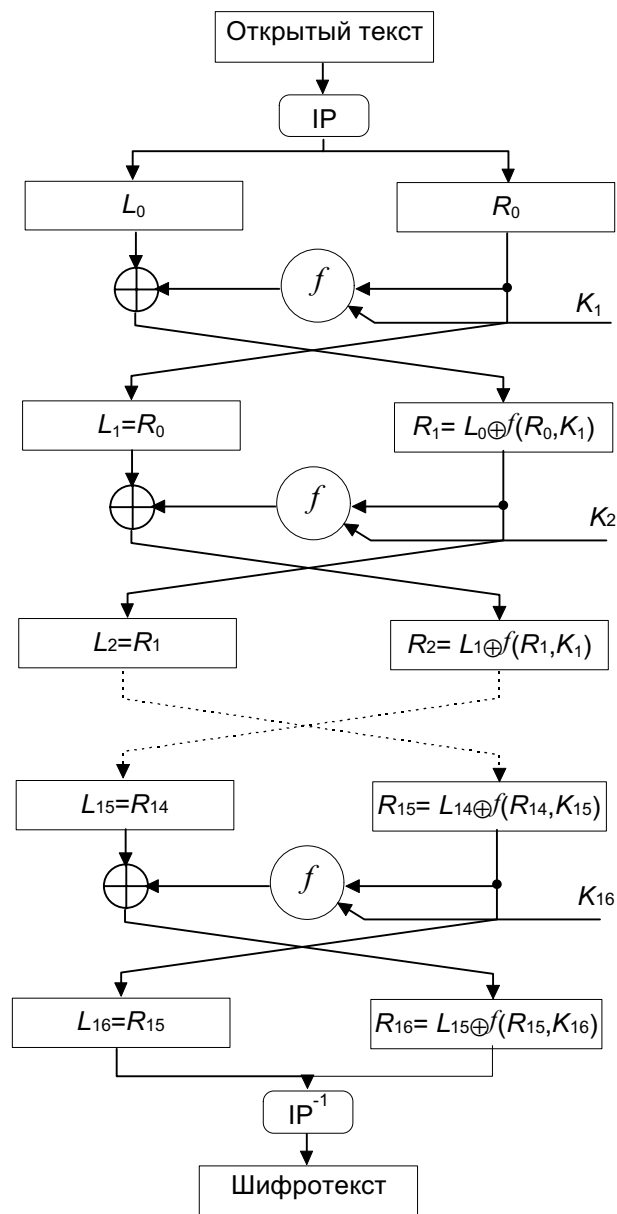 Открытый текст
IP
L₀
R₀
f
K₁
L₁=R₀
R₁= L₀⊕f(R₀,K₁)
f
K₂
L₂=R₁
R₂= L₁⊕f(R₁,K₁)
L₁₅=R₁₄
R₁₅= L₁₄⊕f(R₁₄,K₁₅)
f
K₁₆
L₁₆=R₁₅
R₁₆= L₁₅⊕f(R₁₅,K₁₆)
IP⁻¹
Шифротекст